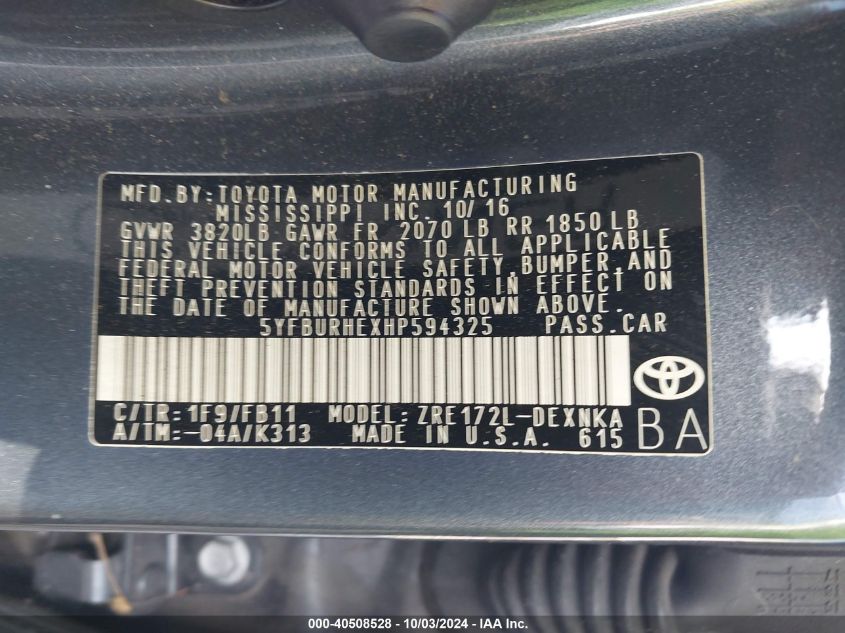 MFD.BY:TOYOTA MOTOR MANUFACTURING
MISSISSIPPI INC. 10/16
GVWR 3820LB GAWR FR 2070 LB RR 1850 LB
THIS VEHICLE CONFORMS TO ALL APPLICABLE
FEDERAL MOTOR VEHICLE SAFETY,BUMPER,AND
THEFT PREVENTION STANDARDS IN EFFECT ON
THE DATE OF MANUFACTURE SHOWN ABOVE.
5YFBURHEXHP594325 PASS.CAR
C/TR:1F9/FB11 MODEL:ZRE172L-DEXNKA
A/TM:-04A/K313 MADE IN U.S.A. 615 BA
000-40508528 - 10/03/2024 - IAA Inc.